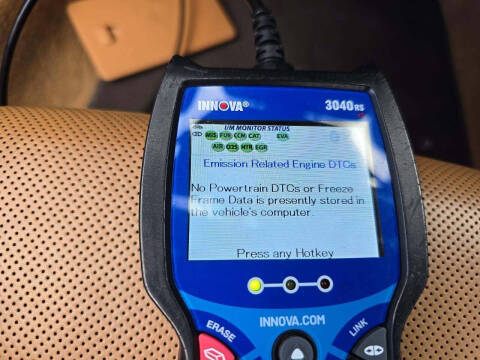 INNOVA®
3040RS
I/M MONITOR STATUS
MIS FUE CCM CAT EVA
AIR O2S HTR EGR
Emission Related Engine DTCs
No Powertrain DTCs or Freeze
Frame Data is presently stored in
the vehicle's computer.
Press any Hotkey
INNOVA.COM
ERASE
LINK